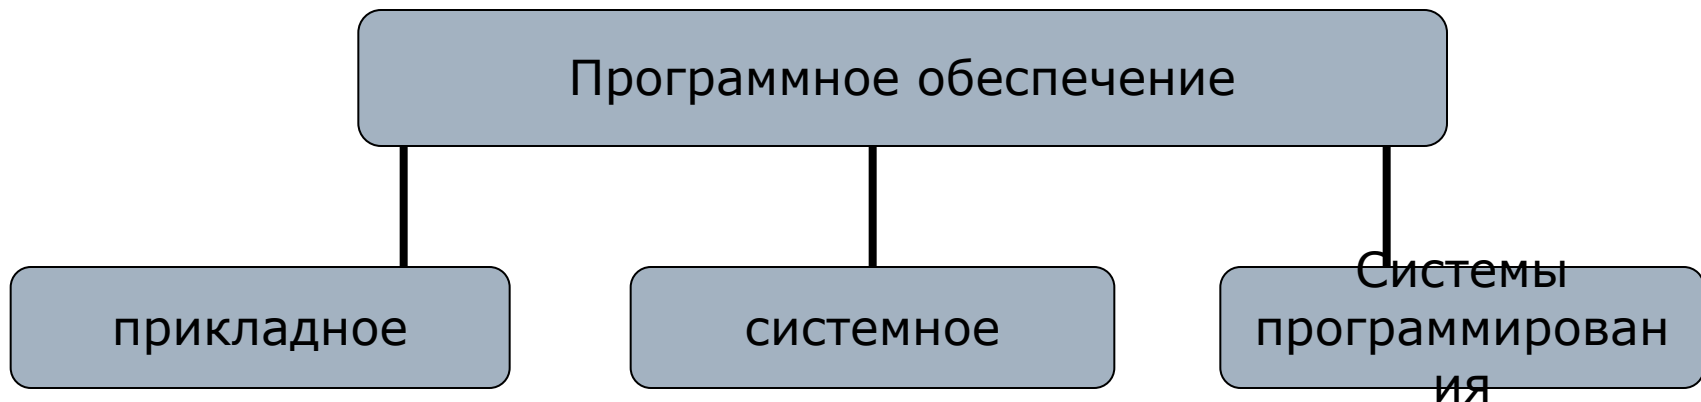 Программное обеспечение
прикладное
системное
Системы
программирован
ия